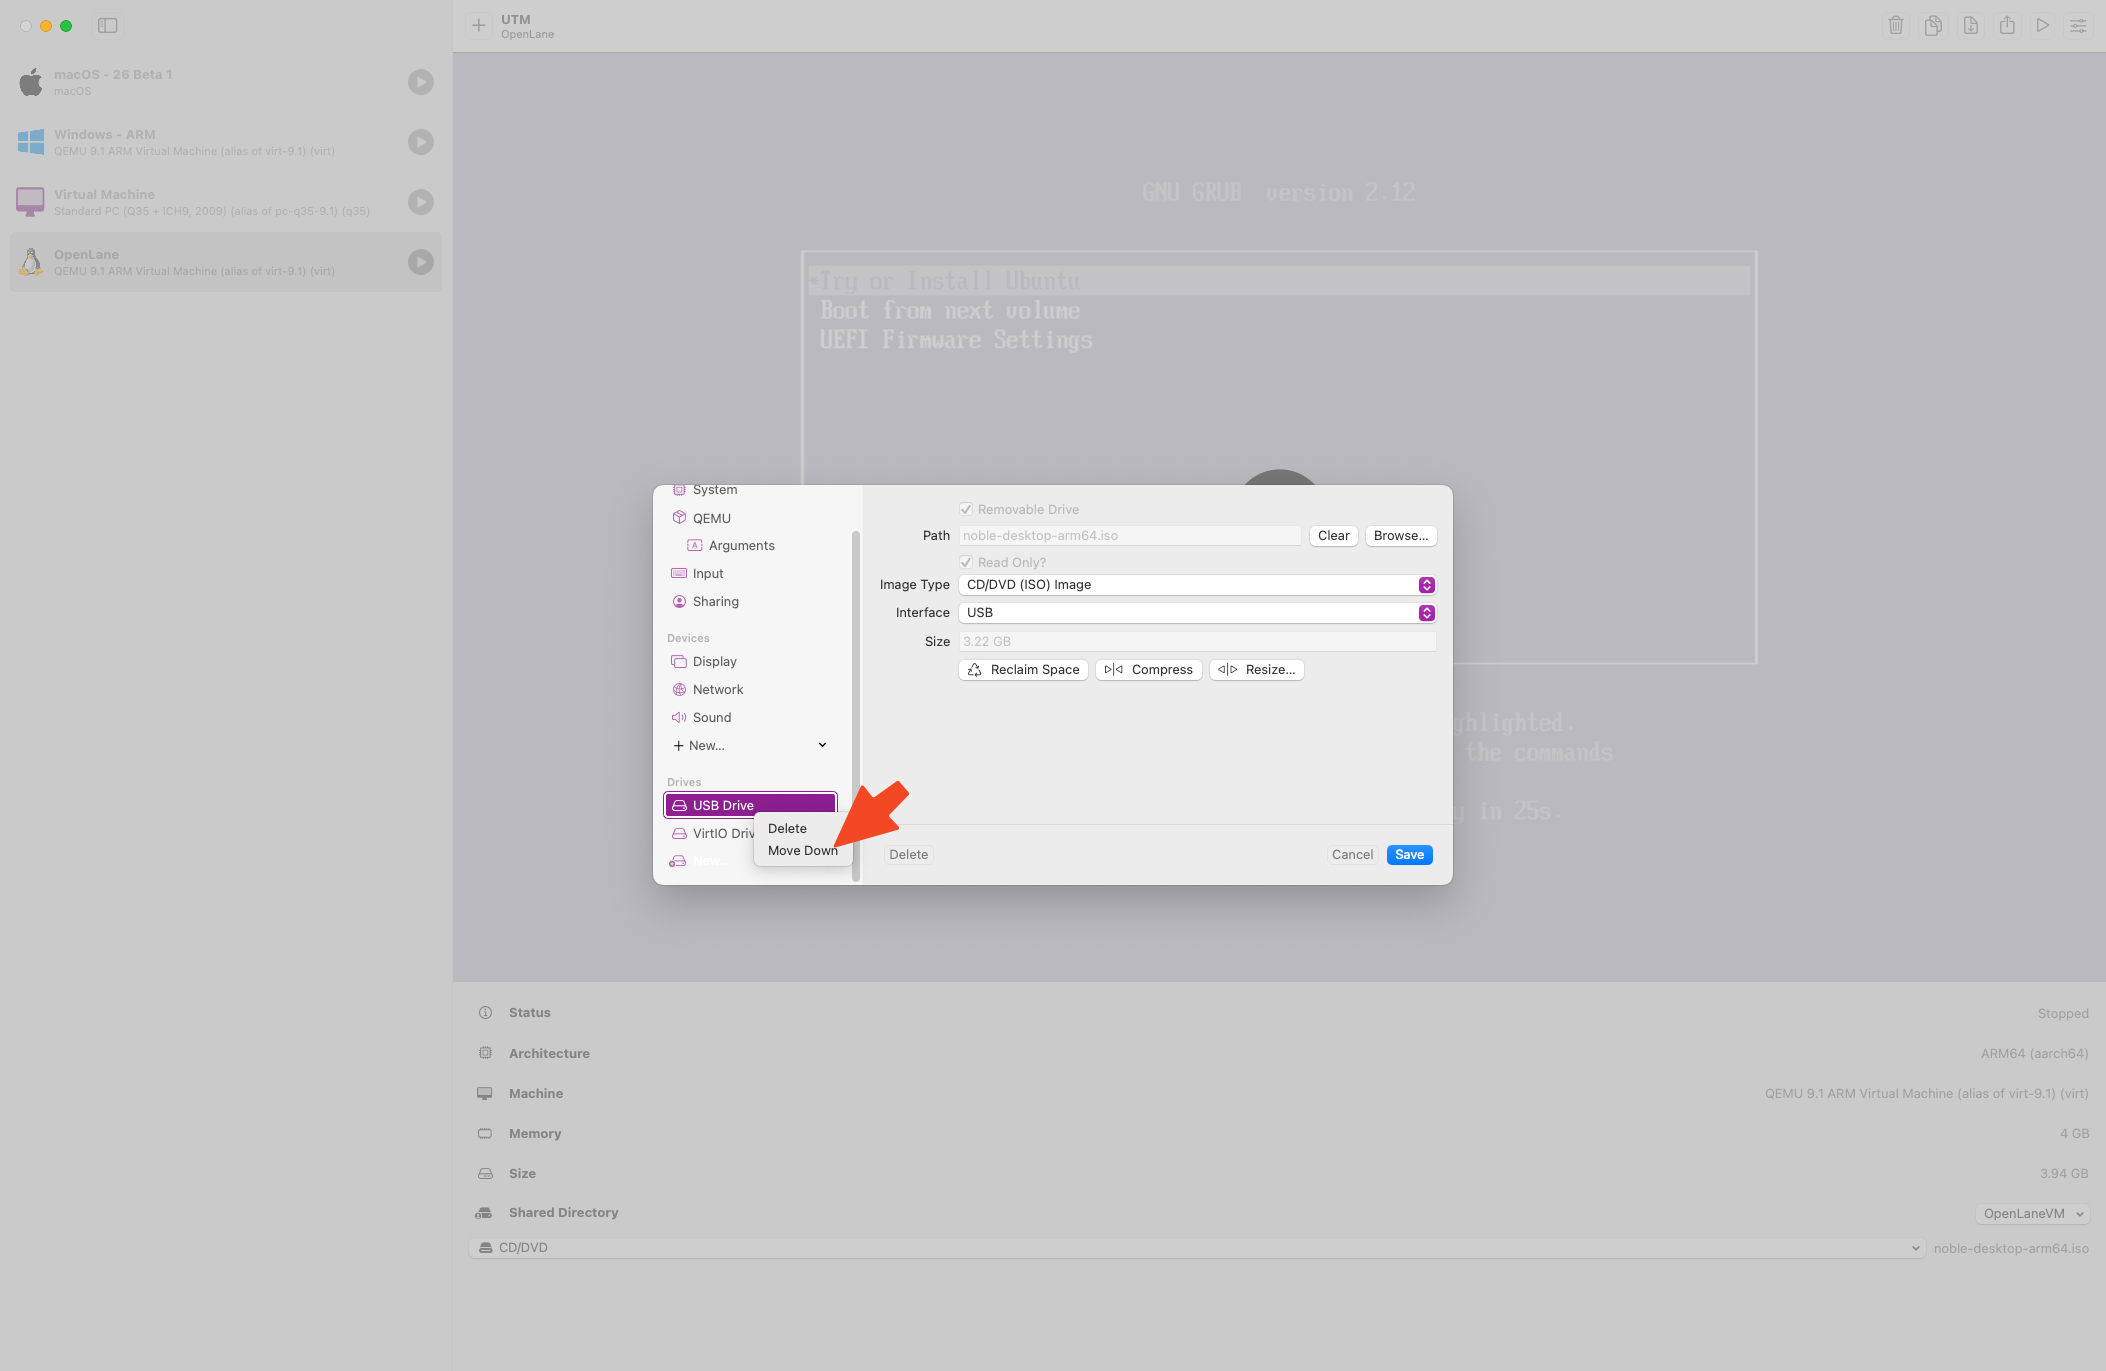 UTM
OpenLane
macOS - 26 Beta 1
macOS
Windows - ARM
QEMU 9.1 ARM Virtual Machine (alias of virt-9.1) (virt)
Virtual Machine
Standard PC (Q35 + ICH9, 2009) (alias of pc-q35-9.1) (q35)
OpenLane
QEMU 9.1 ARM Virtual Machine (alias of virt-9.1) (virt)
GNU GRUB version 2.12
*Try or Install Ubuntu
Boot from next volume
UEFI Firmware Settings
ghlighted.
the commands
y in 25s.
System
QEMU
A Arguments
Input
Sharing
Devices
Display
Network
Sound
New...
Drives
USB Drive
VirtIO Driv
New...
Delete
Move Down
Removable Drive
Path noble-desktop-arm64.iso Clear Browse...
Read Only?
Image Type CD/DVD (ISO) Image
Interface USB
Size 3.22 GB
Reclaim Space Compress Resize...
Delete Cancel Save
Status Stopped
Architecture ARM64 (aarch64)
Machine QEMU 9.1 ARM Virtual Machine (alias of virt-9.1) (virt)
Memory 4 GB
Size 3.94 GB
Shared Directory OpenLaneVM
CD/DVD noble-desktop-arm64.iso